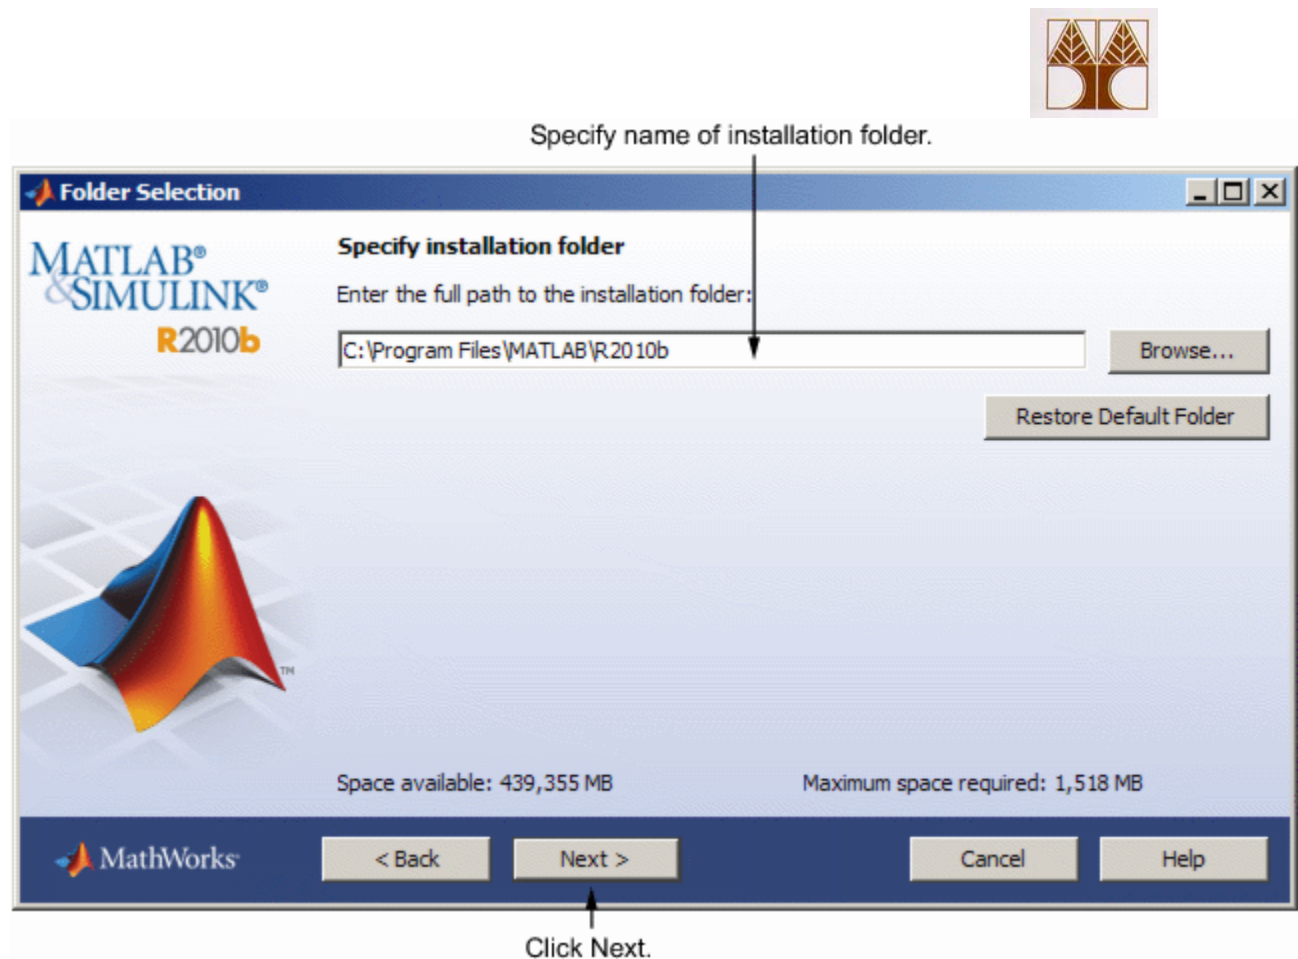 Specify name of installation folder.
Folder Selection
MATLAB®
&SIMULINK®
R2010b
Specify installation folder
Enter the full path to the installation folder:
C:\Program Files\MATLAB\R2010b
Browse...
Restore Default Folder
TM
Space available: 439,355 MB
Maximum space required: 1,518 MB
MathWorks
< Back
Next >
Cancel
Help
Click Next.